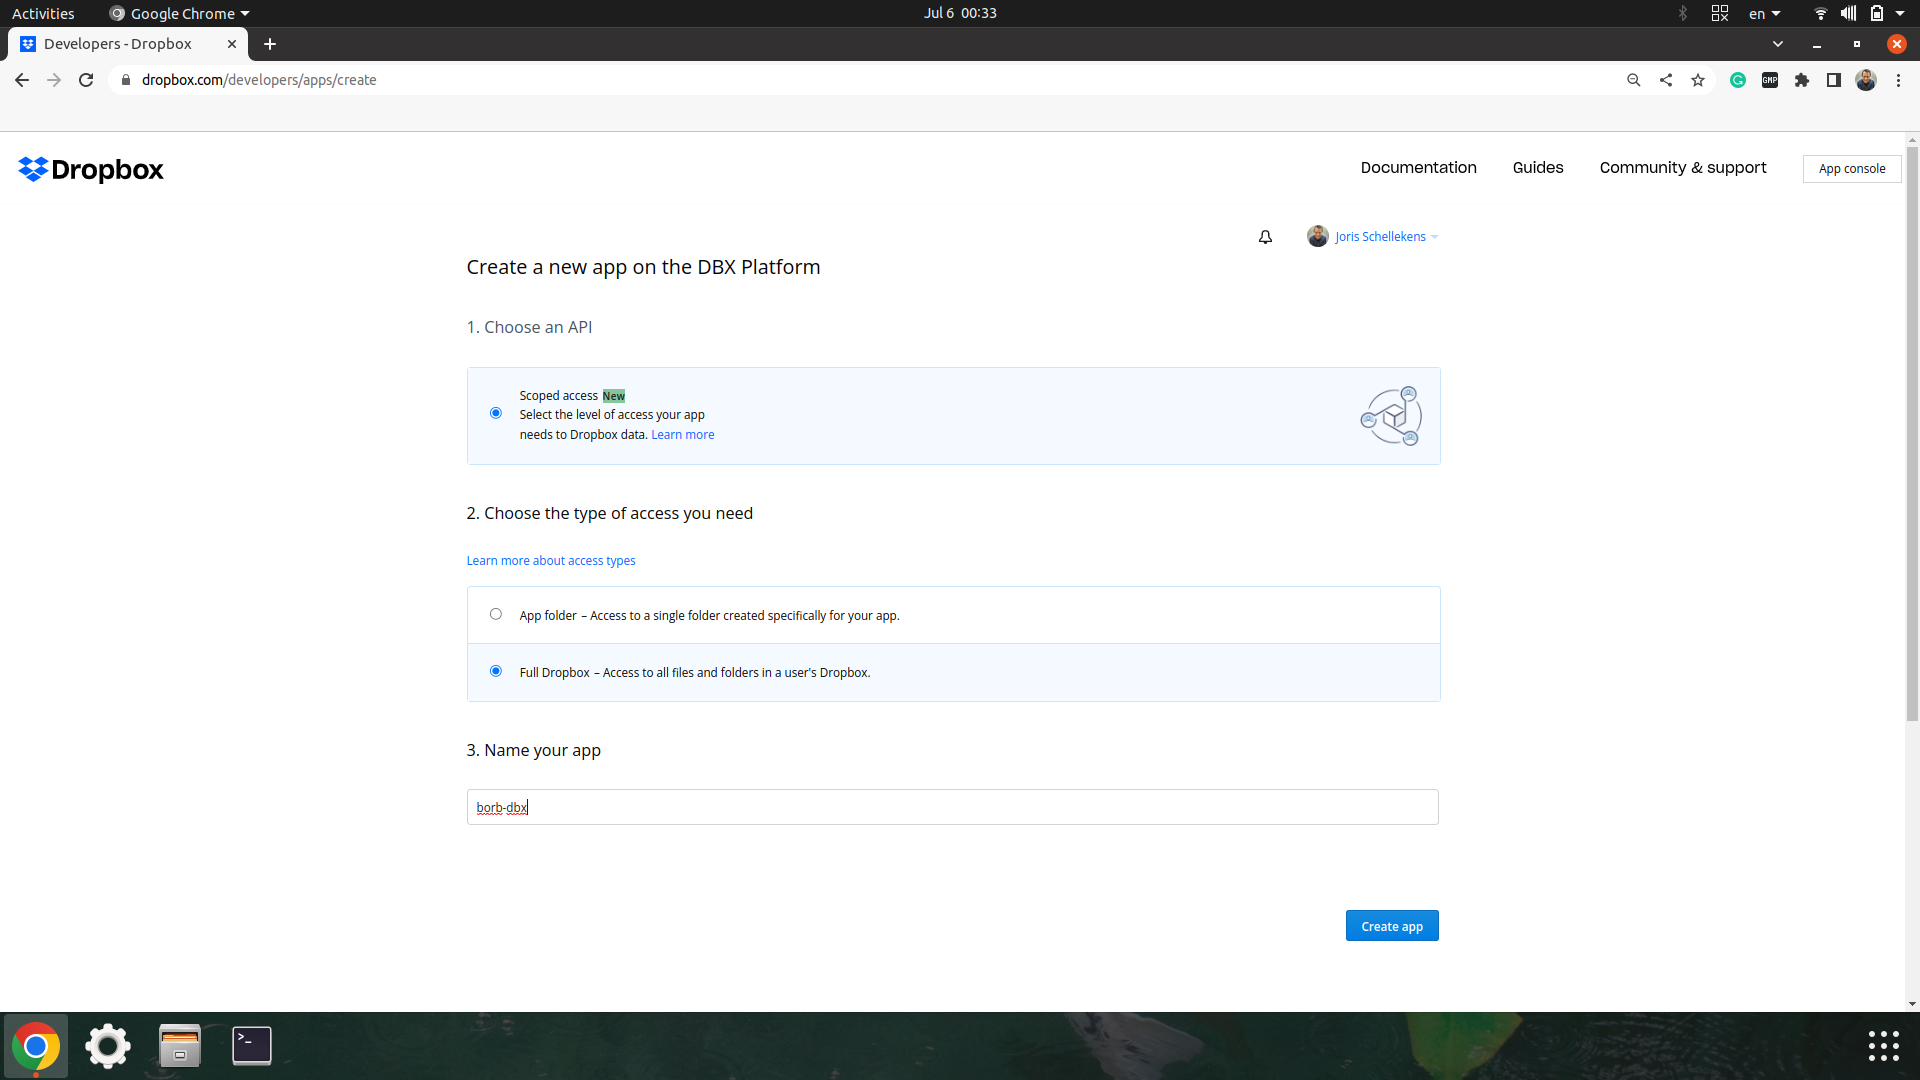 Activities
Google Chrome
Jul 6 00:33
en
Developers - Dropbox
dropbox.com/developers/apps/create
GMP
Dropbox
Documentation
Guides
Community & support
App console
Joris Schellekens
Create a new app on the DBX Platform
1. Choose an API
Scoped access New
Select the level of access your app
needs to Dropbox data. Learn more
2. Choose the type of access you need
Learn more about access types
App folder – Access to a single folder created specifically for your app.
Full Dropbox – Access to all files and folders in a user's Dropbox.
3. Name your app
borb-dbx
Create app